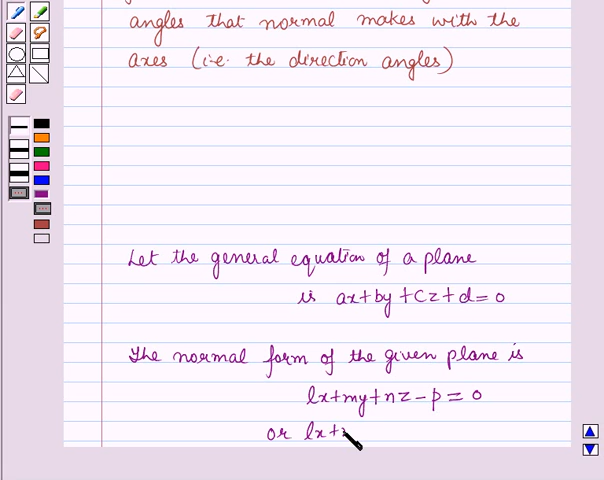 angles that normal makes with the
axes (i.e. the direction angles)
Let the general equation of a plane
is ax+by+cz+d=0
The normal form of the given plane is
lx+my+nz-p=0
or lx+